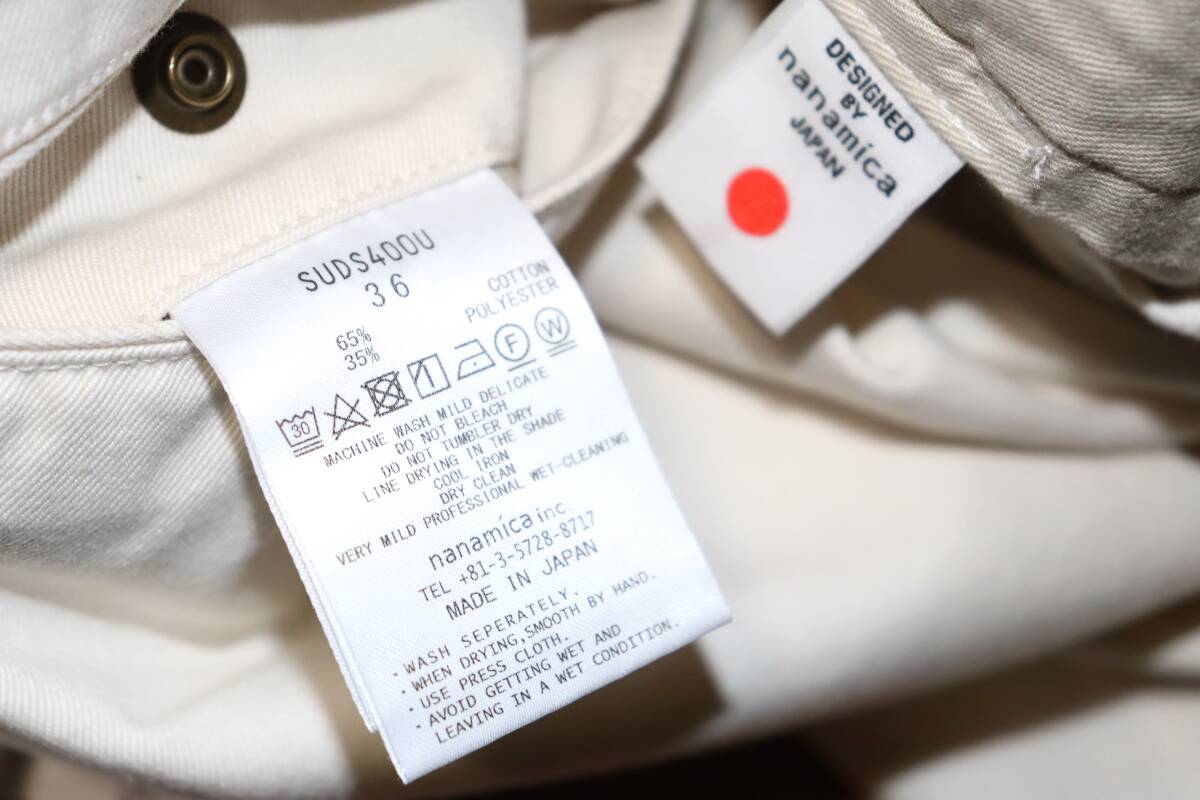 SUDS400U
36
65% COTTON
35% POLYESTER
30 F W
MACHINE WASH MILD DELICATE
DO NOT BLEACH
DO NOT TUMBLER DRY
LINE DRYING IN THE SHADE
COOL IRON
DRY CLEAN
VERY MILD PROFESSIONAL WET-CLEANING
nanamica inc.
TEL +81-3-5728-8717
MADE IN JAPAN
・WASH SEPERATELY.
・WHEN DRYING,SMOOTH BY HAND.
・USE PRESS CLOTH.
・AVOID GETTING WET AND
LEAVING IN A WET CONDITION.
DESIGNED
BY
nanamica
JAPAN